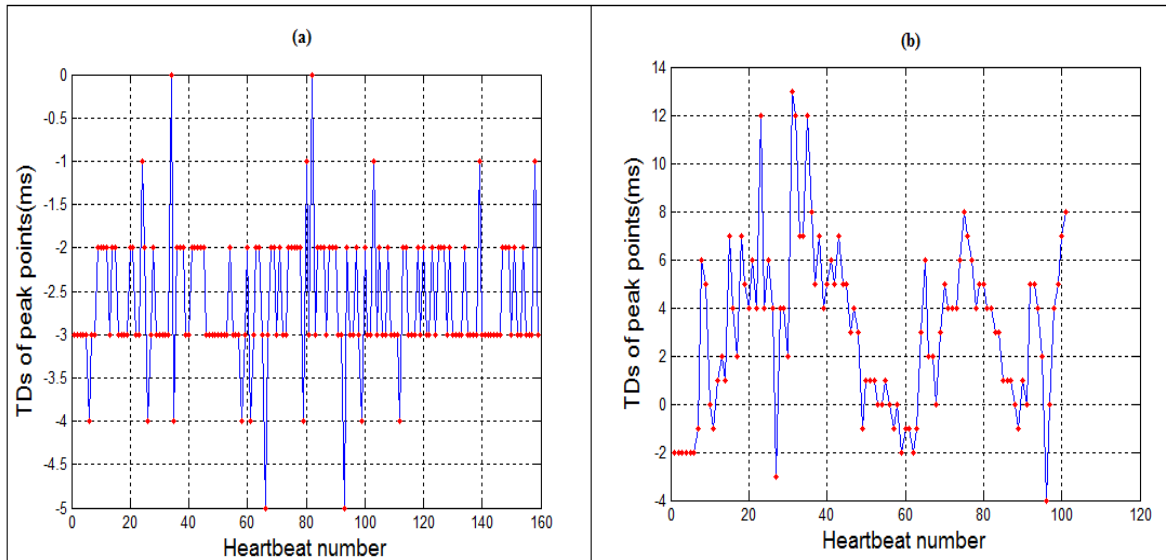 (a)
0
-0.5
-1
-1.5
-2
-2.5
-3
-3.5
-4
-4.5
-5
TDs of peak points(ms)
0 20 40 60 80 100 120 140 160
Heartbeat number
(b)
14
12
10
8
6
4
2
0
-2
-4
TDs of peak points(ms)
0 20 40 60 80 100 120
Heartbeat number